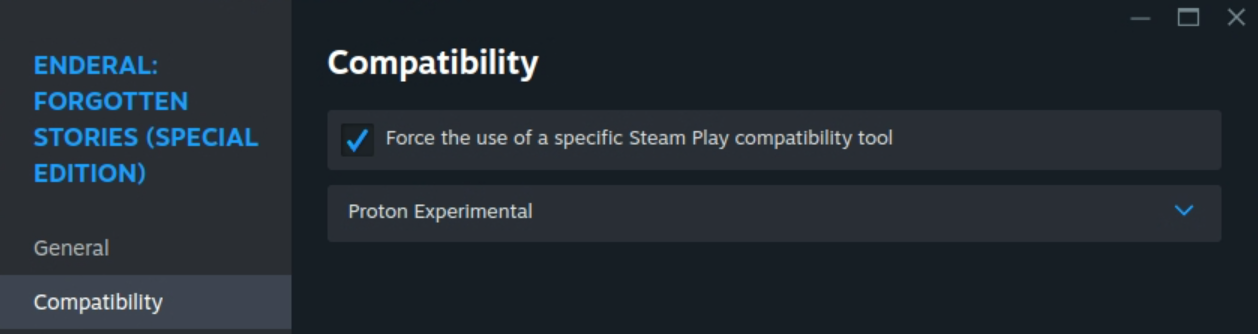 ENDERAL:
FORGOTTEN
STORIES (SPECIAL
EDITION)
General
Compatibility
Compatibility
Force the use of a specific Steam Play compatibility tool
Proton Experimental